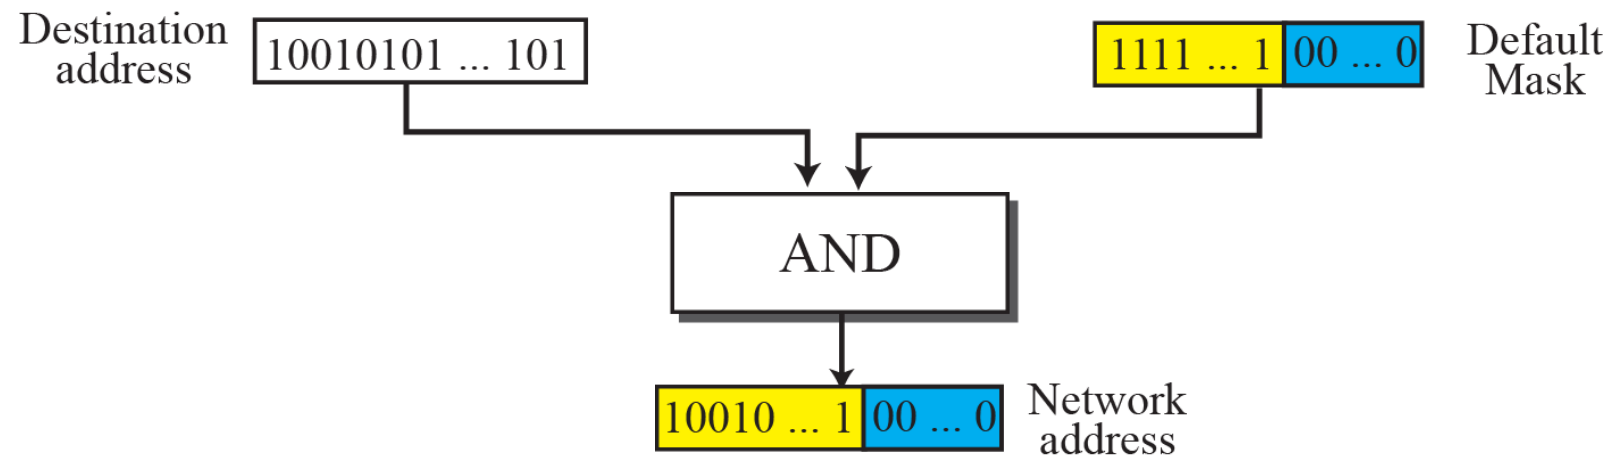 Destination
address
10010101 ... 101
1111 ... 1 00 ... 0
Default
Mask
AND
10010 ... 1 00 ... 0
Network
address